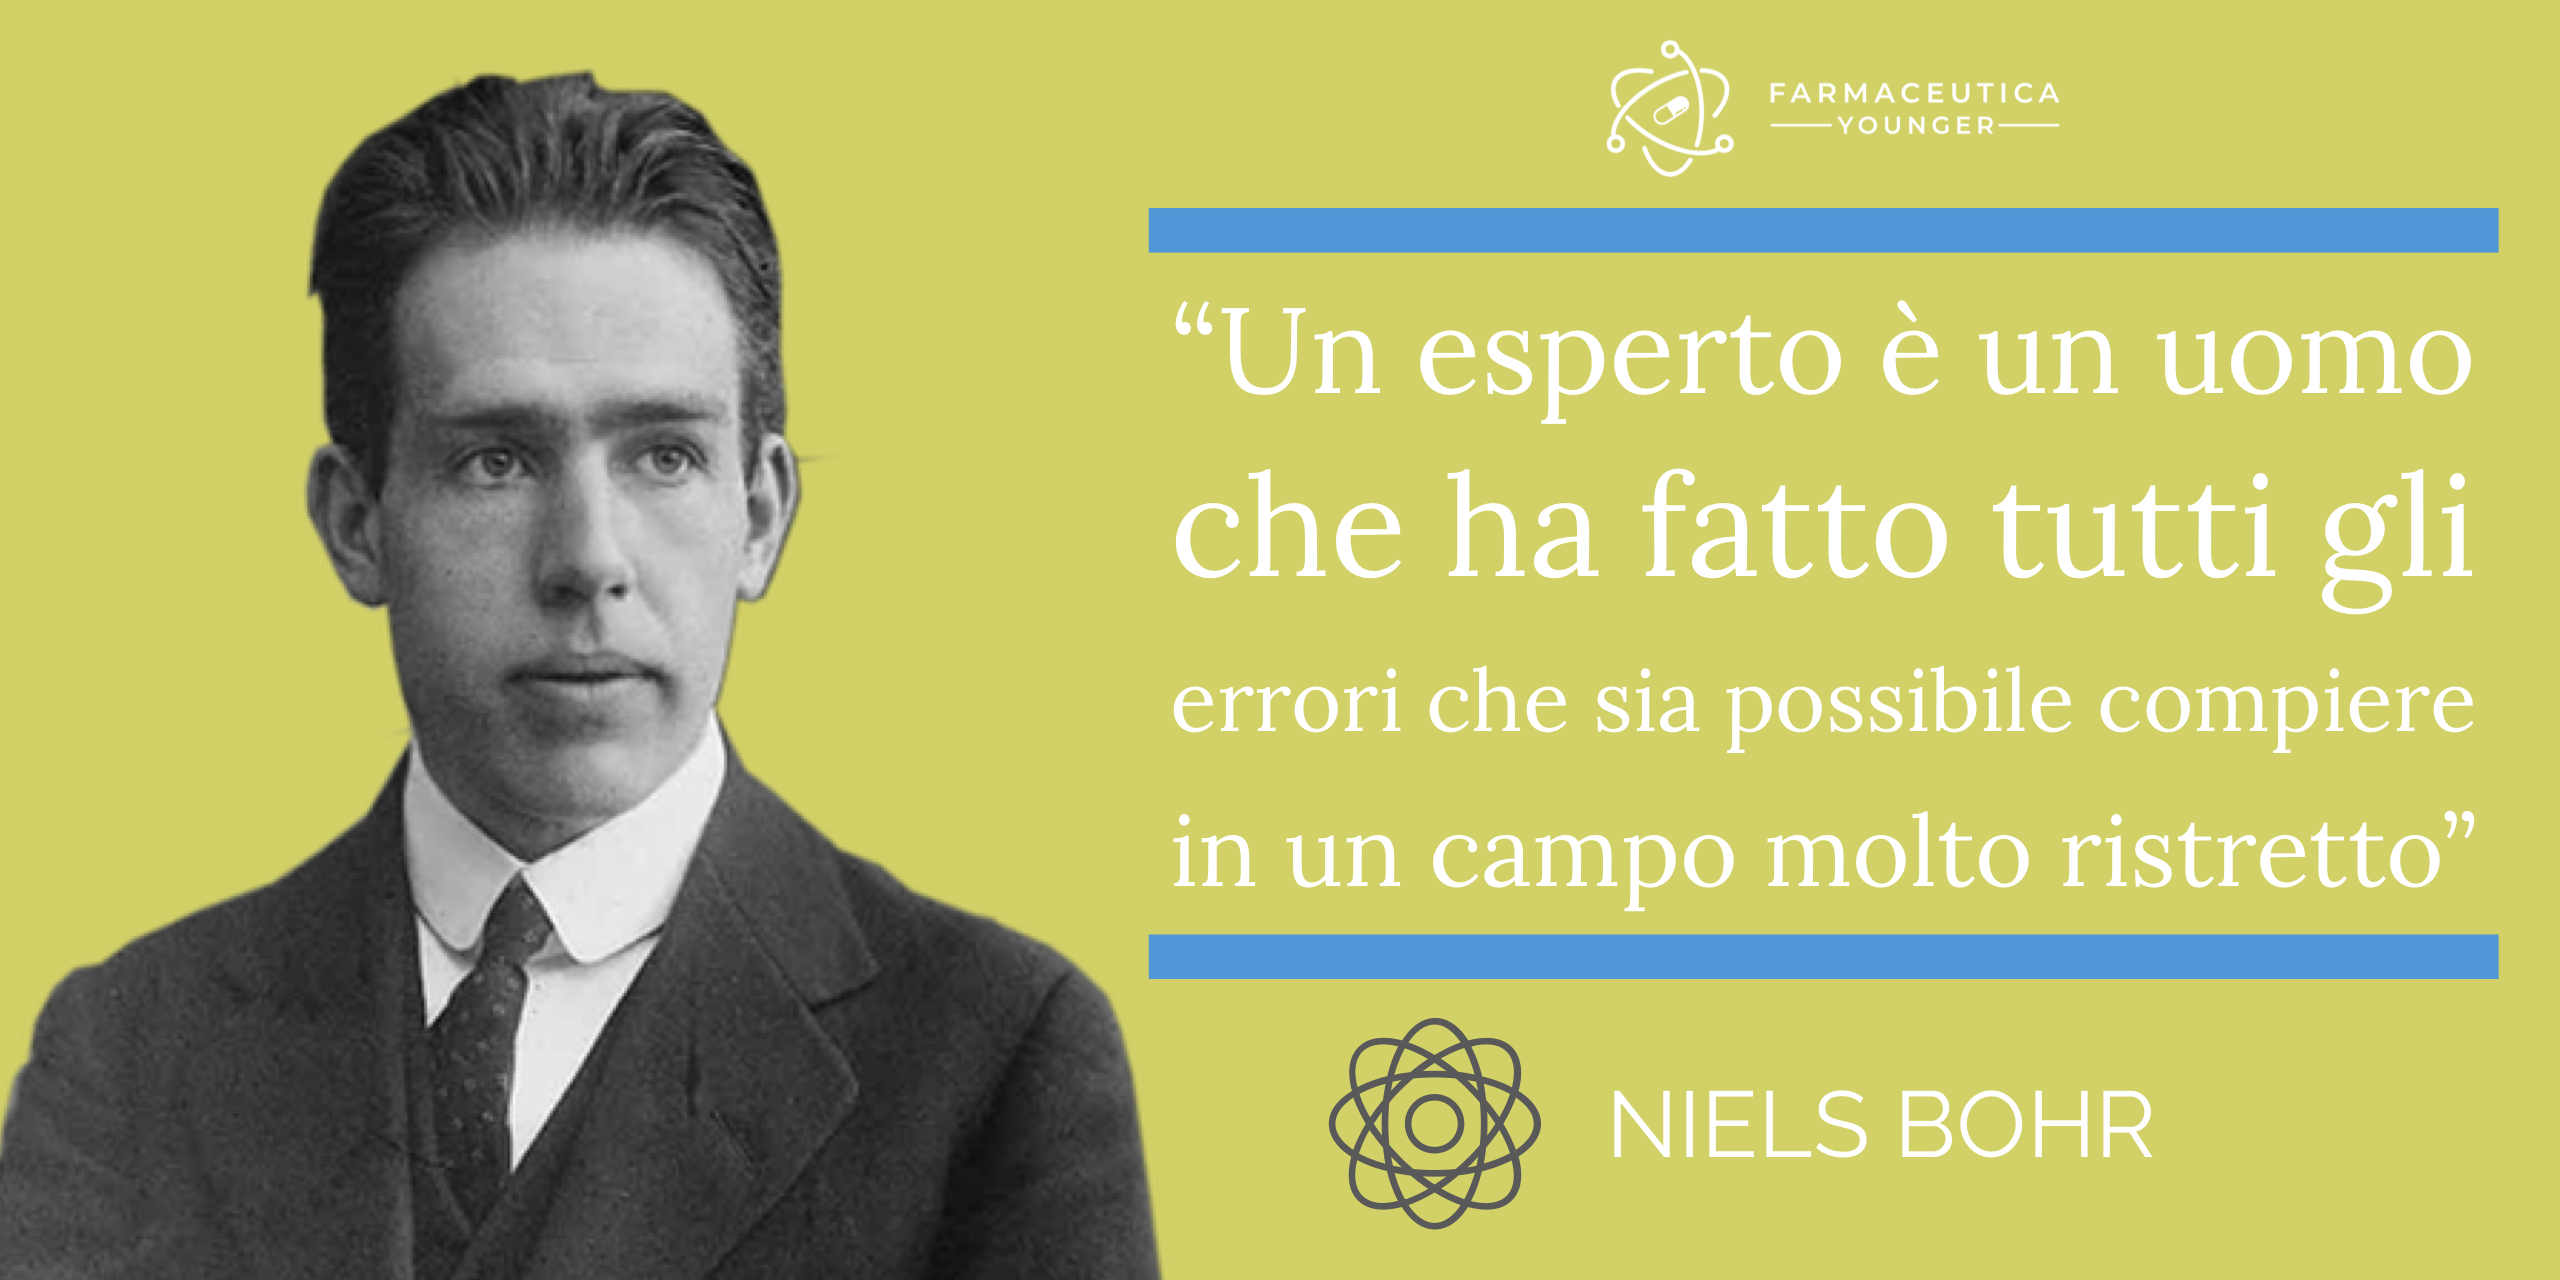 FARMACEUTICA
YOUNGER
“Un esperto è un uomo
che ha fatto tutti gli
errori che sia possibile compiere
in un campo molto ristretto”
NIELS BOHR